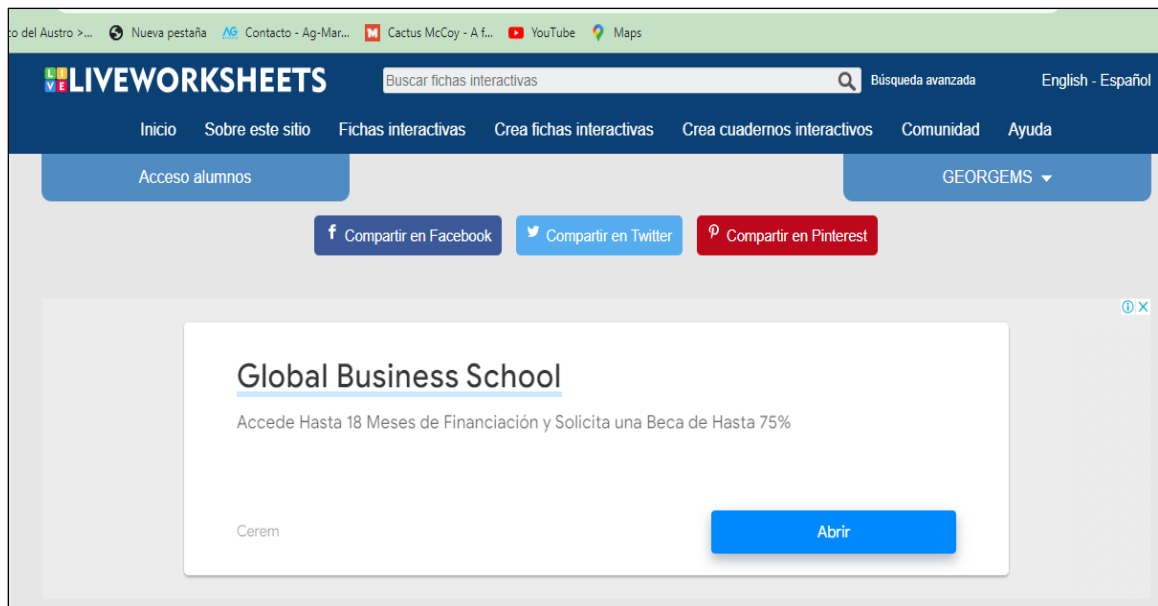 co del Austro >... Nueva pestaña AG Contacto - Ag-Mar... M Cactus McCoy - A f... YouTube Maps
LIVE LIVEWORKSHEETS Buscar fichas interactivas Búsqueda avanzada English - Español
Inicio Sobre este sitio Fichas interactivas Crea fichas interactivas Crea cuadernos interactivos Comunidad Ayuda
Acceso alumnos GEORGEMS
Compartir en Facebook Compartir en Twitter Compartir en Pinterest
Global Business School
Accede Hasta 18 Meses de Financiación y Solicita una Beca de Hasta 75%
Cerem Abrir